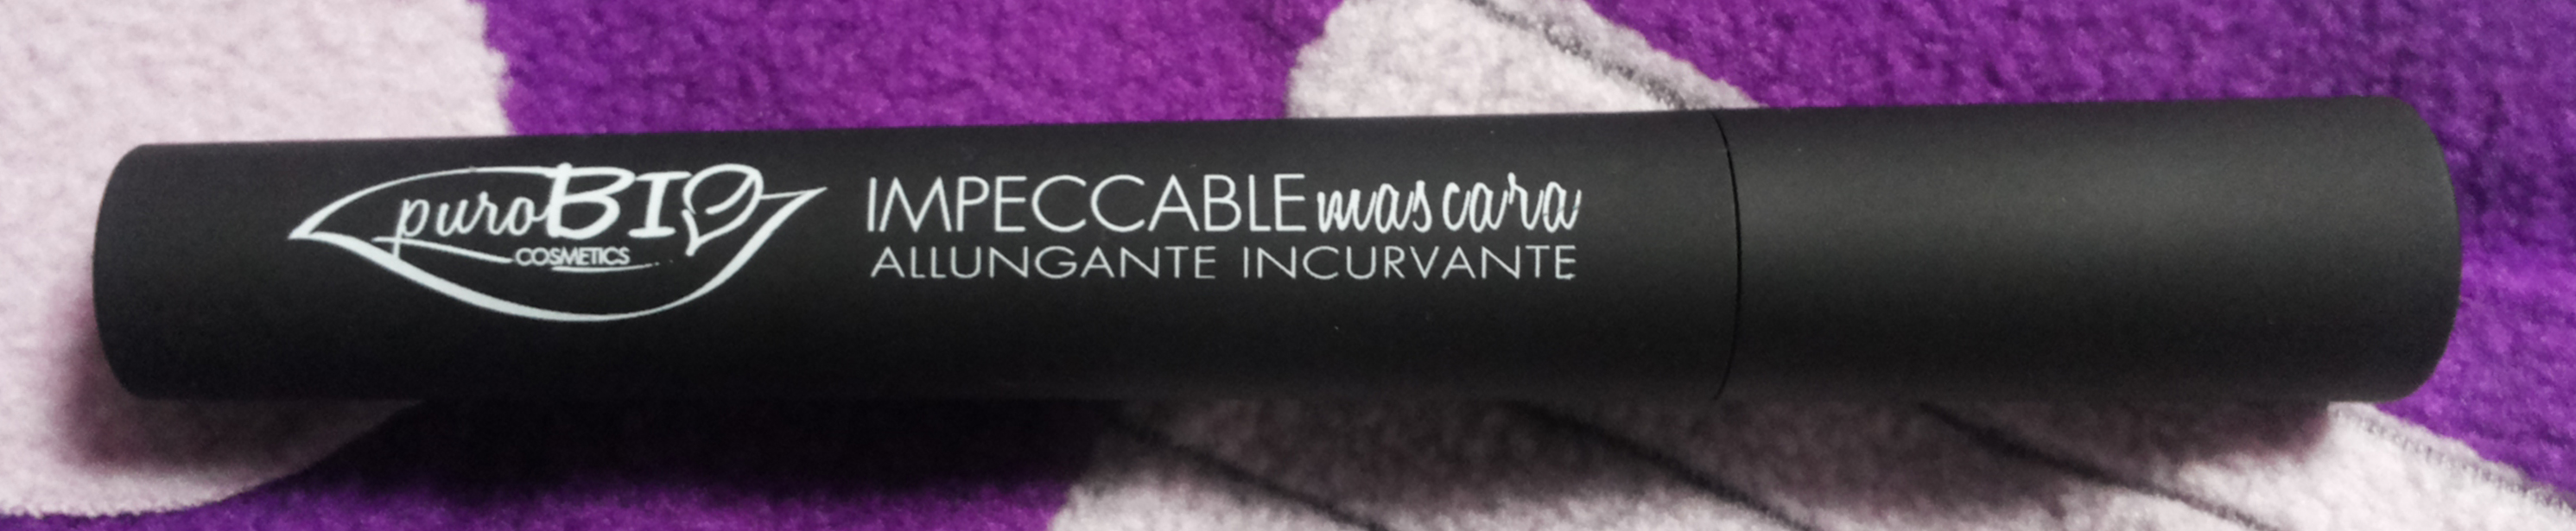 puroBIO
COSMETICS
IMPECCABLE mascara
ALLUNGANTE INCURVANTE